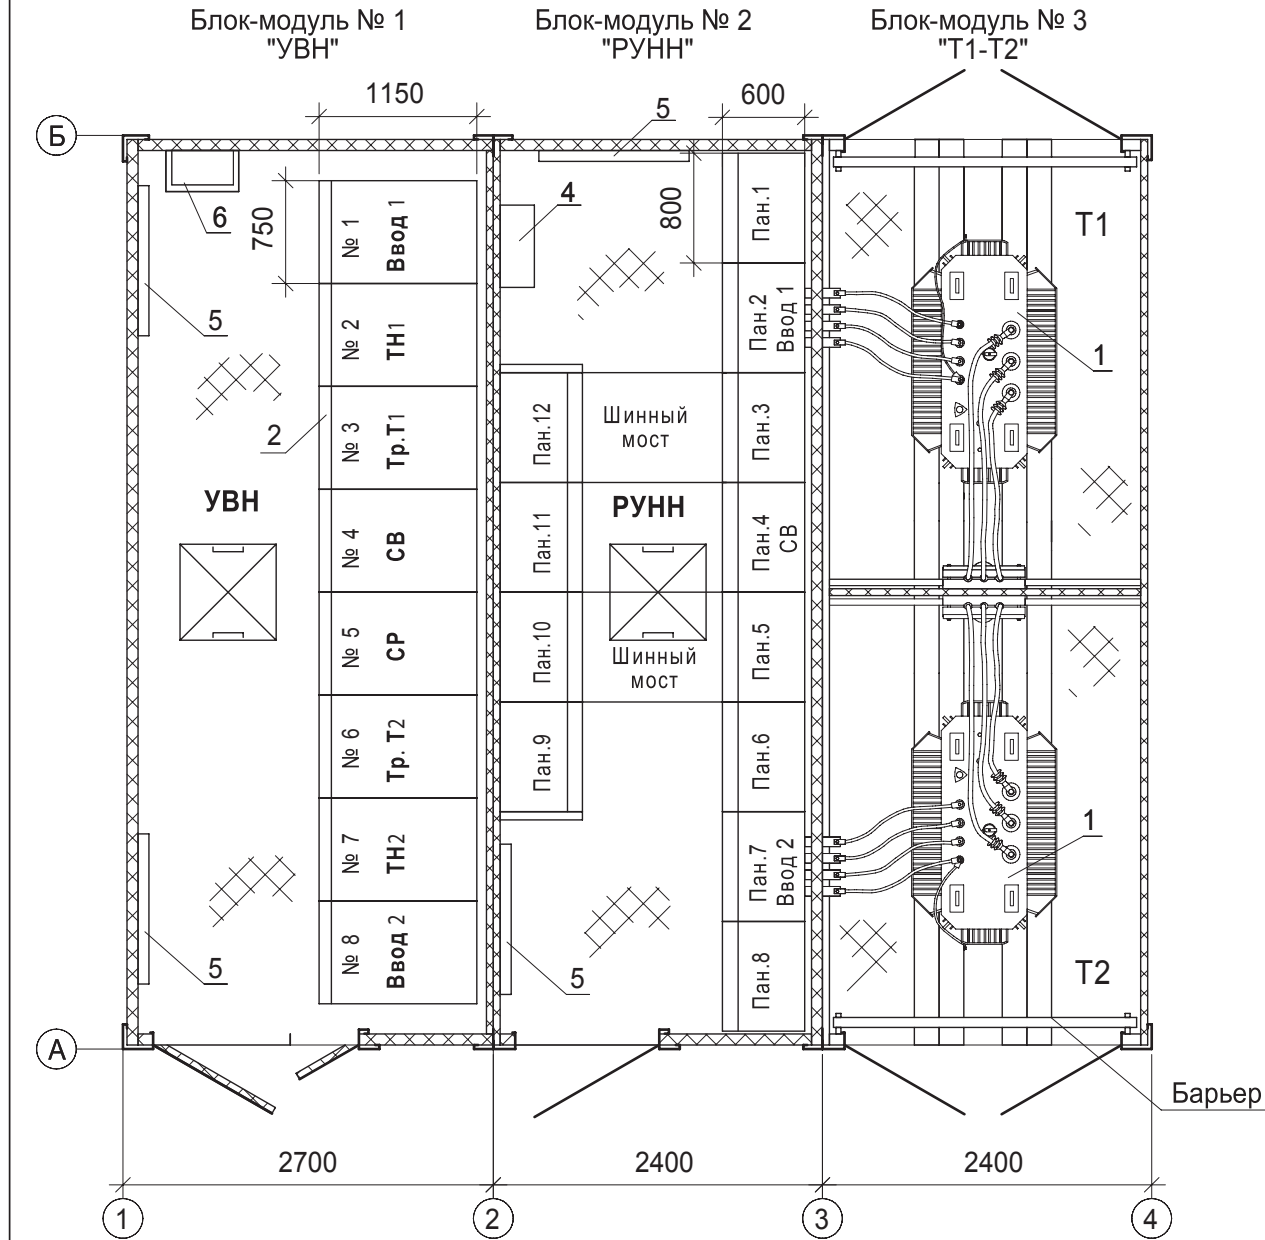 Блок-модуль № 1
"УВН"
Блок-модуль № 2
"РУНН"
Блок-модуль № 3
"Т1-Т2"
1150
600
5
Б
6
750
№ 1
Ввод 1
4
800
Пан.1
Т1
5
№ 2
ТН1
Пан.2
Ввод 1
1
2
№ 3
Тр.Т1
Пан.12
Шинный
мост
Пан.3
УВН
№ 4
СВ
Пан.11
РУНН
Пан.4
СВ
№ 5
СР
Пан.10
Шинный
мост
Пан.5
№ 6
Тр. Т2
Пан.9
Пан.6
№ 7
ТН2
Пан.7
Ввод 2
1
5
№ 8
Ввод 2
5
Пан.8
Т2
А
Барьер
2700
2400
2400
1
2
3
4